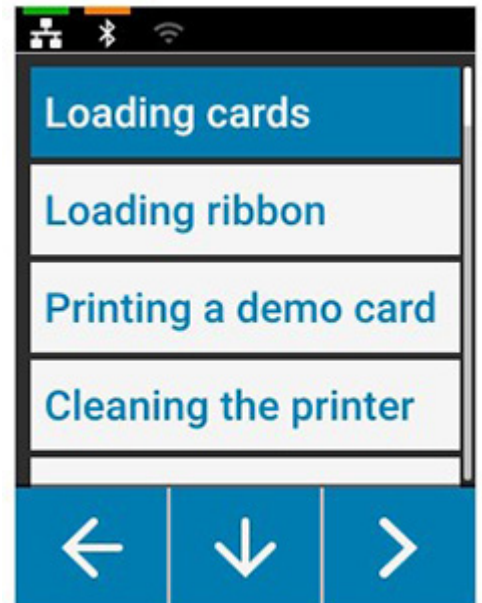 Loading cards
Loading ribbon
Printing a demo card
Cleaning the printer